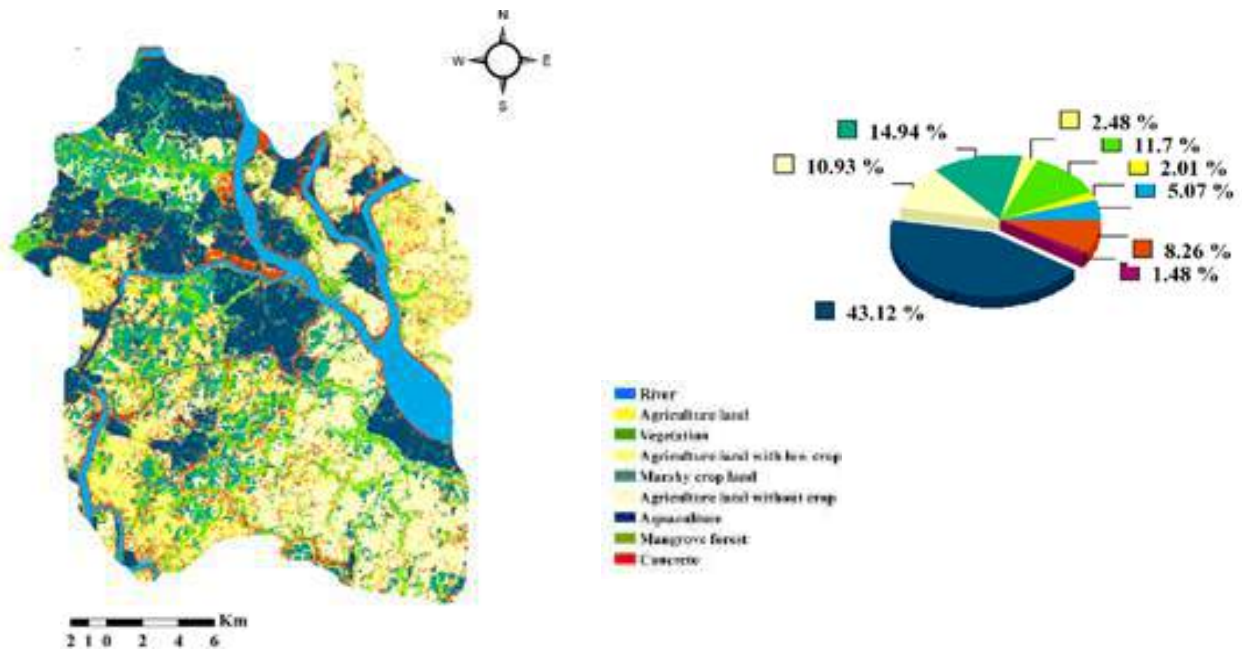 N
W E
S
2.48 %
14.94 %
11.7 %
10.93 %
2.01 %
5.07 %
8.26 %
1.48 %
43.12 %
River
Agriculture land
Vegetation
Agriculture land with low crop
Marshy crop land
Agriculture land without crop
Aquaculture
Mangrove forest
Concrete
Km
2 1 0 2 4 6